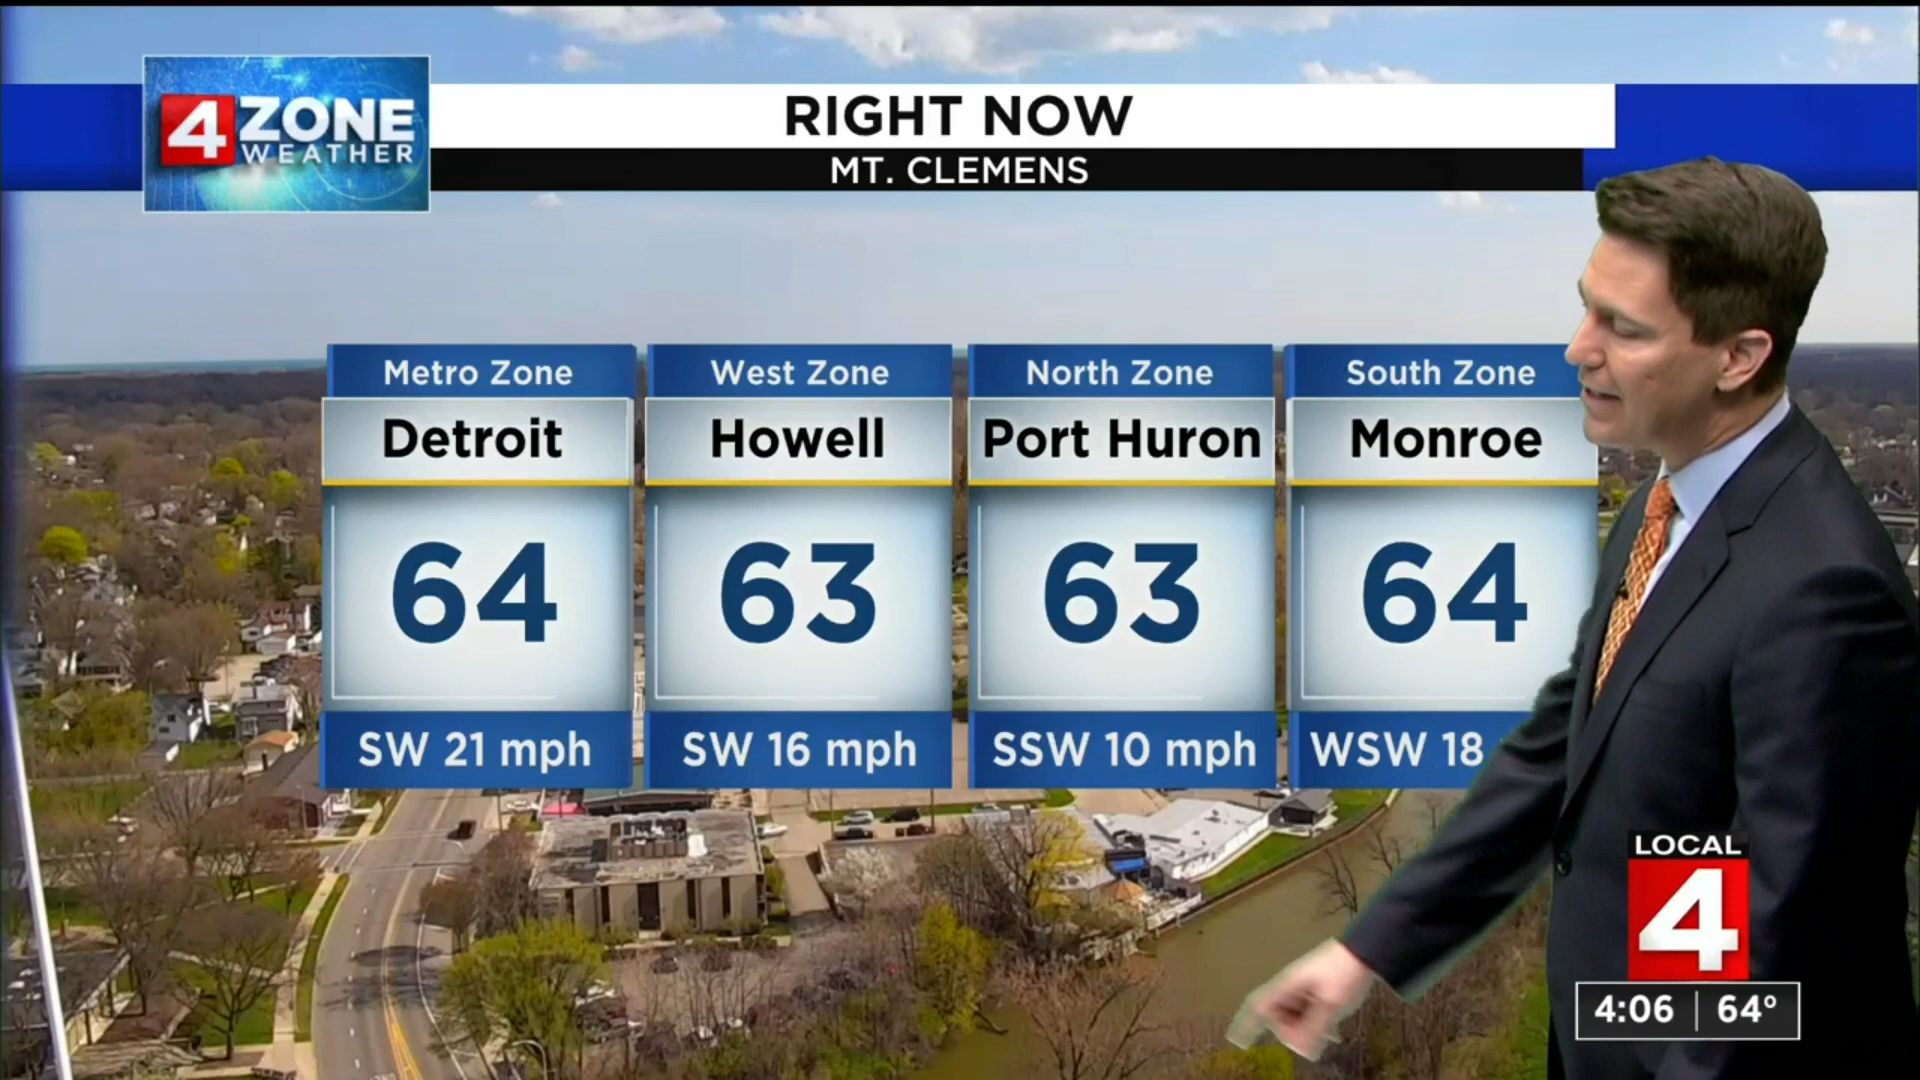 4 ZONE
WEATHER
RIGHT NOW
MT. CLEMENS
Metro Zone
Detroit
64
SW 21 mph
West Zone
Howell
63
SW 16 mph
North Zone
Port Huron
63
SSW 10 mph
South Zone
Monroe
64
WSW 18
LOCAL
4
4:06 64°